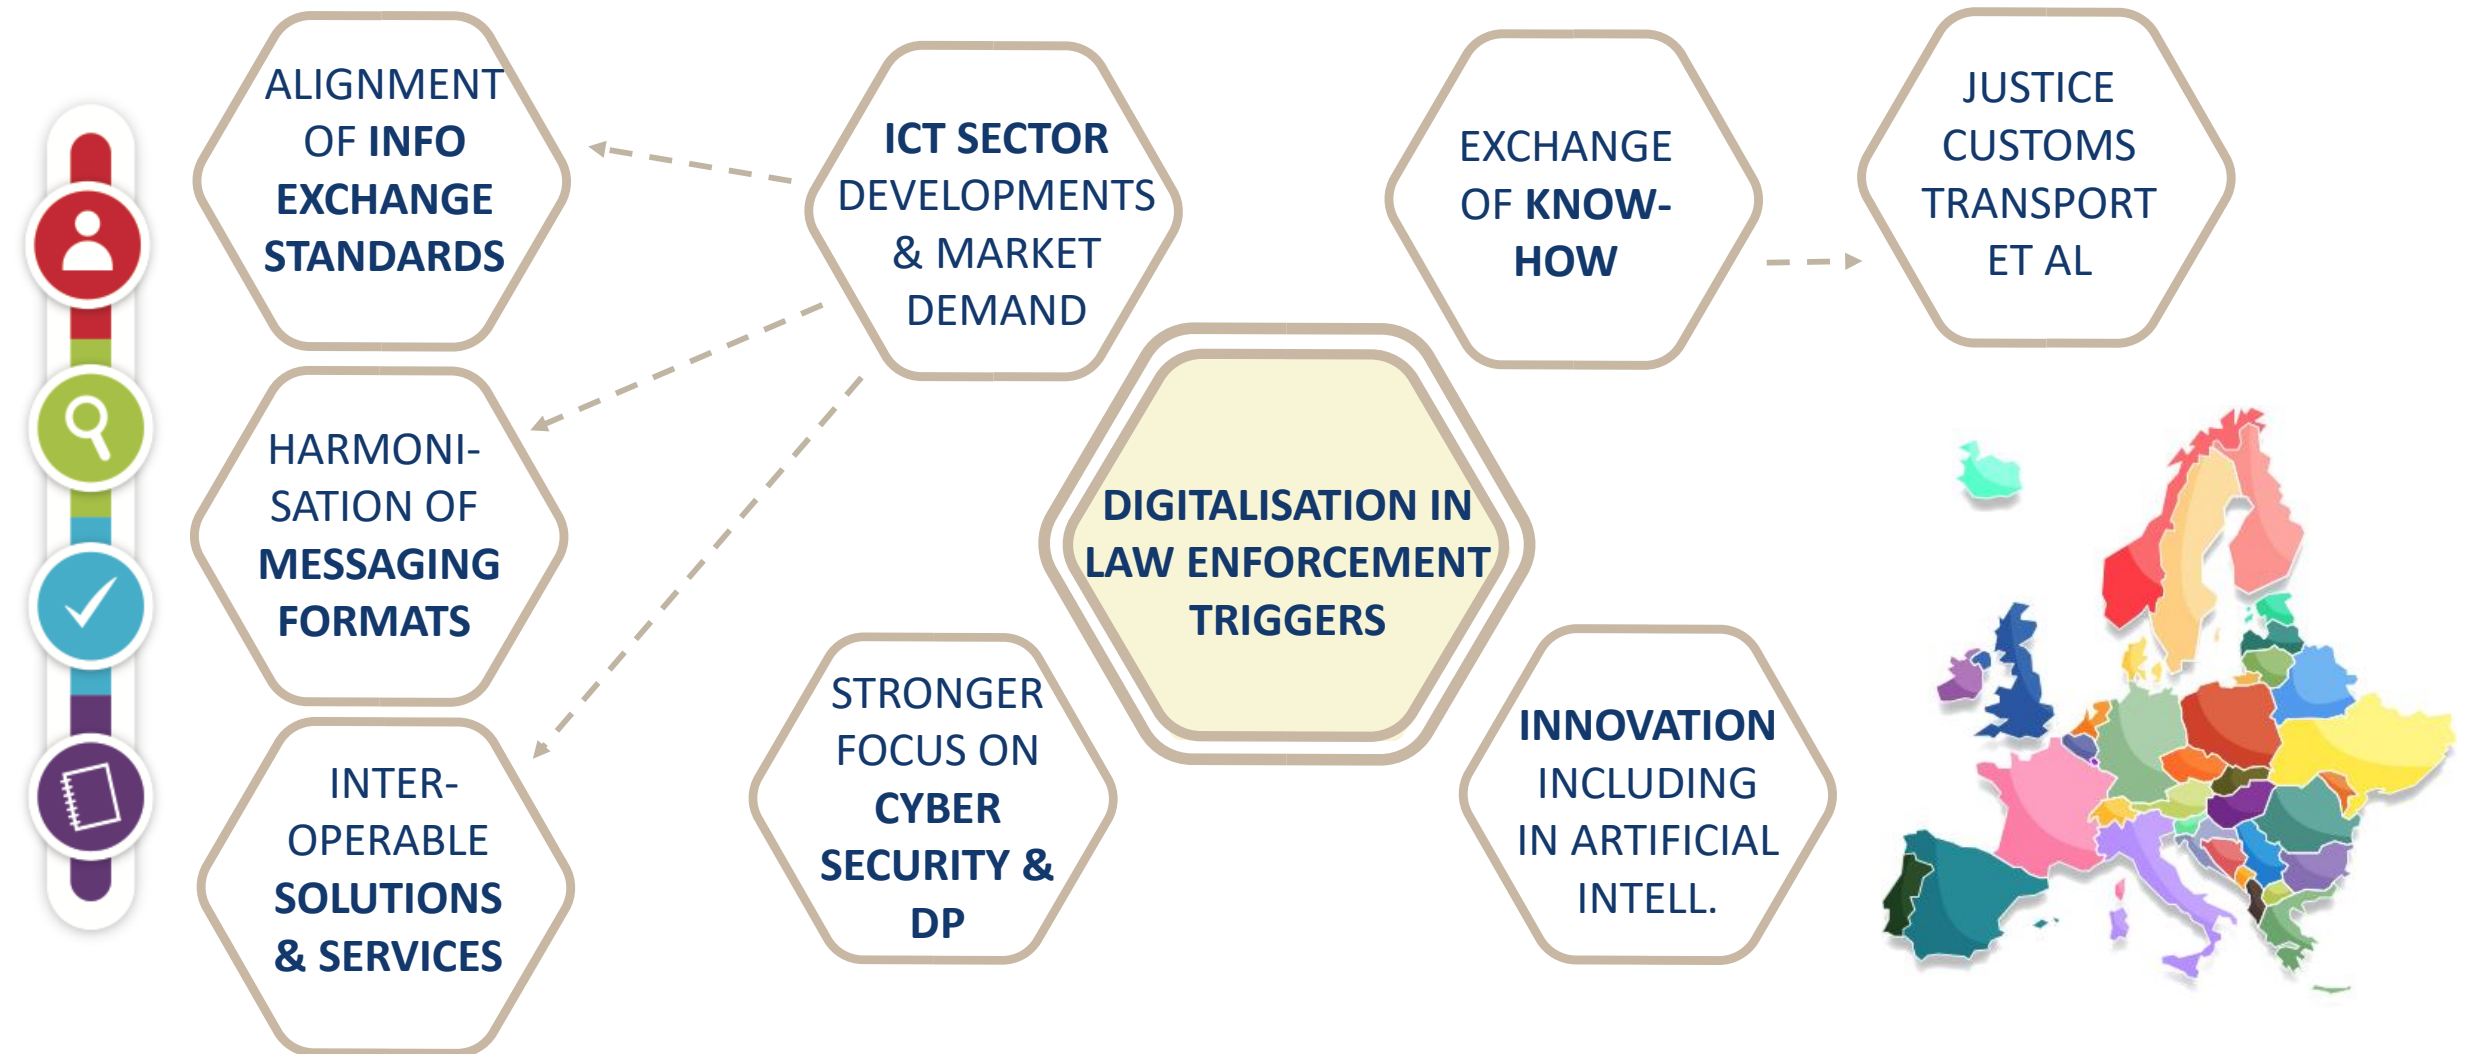 ALIGNMENT
OF INFO
EXCHANGE
STANDARDS
ICT SECTOR
DEVELOPMENTS
& MARKET
DEMAND
EXCHANGE
OF KNOW-
HOW
JUSTICE
CUSTOMS
TRANSPORT
ET AL
HARMONI-
SATION OF
MESSAGING
FORMATS
DIGITALISATION IN
LAW ENFORCEMENT
TRIGGERS
INTER-
OPERABLE
SOLUTIONS
& SERVICES
STRONGER
FOCUS ON
CYBER
SECURITY &
DP
INNOVATION
INCLUDING
IN ARTIFICIAL
INTELL.